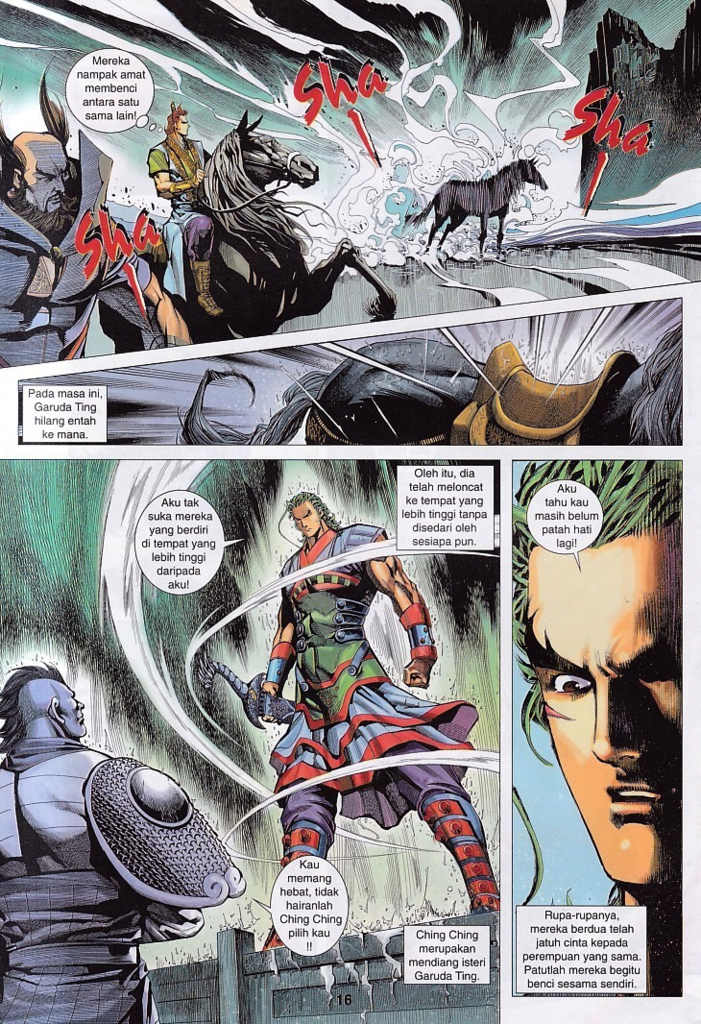 Mereka
nampak amat
membenci
antara satu
sama lain!
Sha
Sha
Sha
Pada masa ini,
Garuda Ting
hilang entah
ke mana.
Aku tak
suka mereka
yang berdiri
di tempat yang
lebih tinggi
daripada
aku!
Oleh itu, dia
telah meloncat
ke tempat yang
lebih tinggi tanpa
disedari oleh
sesiapa pun.
Kau
memang
hebat, tidak
hairanlah
Ching Ching
pilih kau
!!
Ching Ching
merupakan
mendiang isteri
Garuda Ting.
Aku
tahu kau
masih belum
patah hati
lagi!
Rupa-rupanya,
mereka berdua telah
jatuh cinta kepada
perempuan yang sama.
Patutlah mereka begitu
benci sesama sendiri.
16